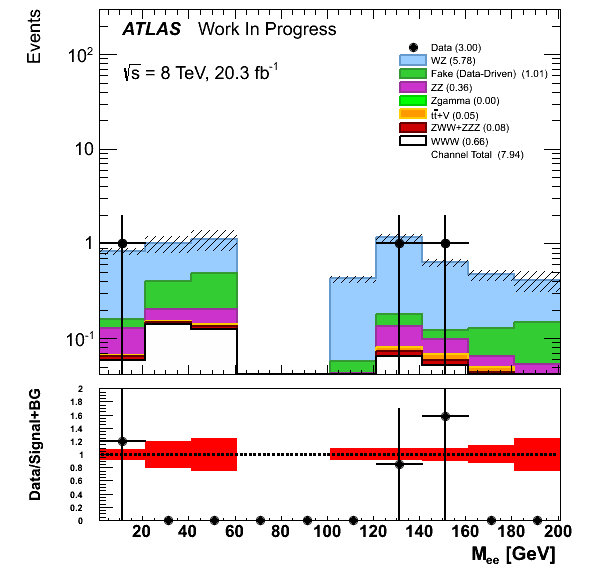 Events
ATLAS Work In Progress
√s = 8 TeV, 20.3 fb⁻¹
Data (3.00)
WZ (5.78)
Fake (Data-Driven) (1.01)
ZZ (0.36)
Zgamma (0.00)
tt̄+V (0.05)
ZWW+ZZZ (0.08)
WWW (0.66)
Channel Total (7.94)
10²
10
1
10⁻¹
Data/Signal+BG
2
1.8
1.6
1.4
1.2
1
0.8
0.6
0.4
0.2
0
20 40 60 80 100 120 140 160 180 200
Mee [GeV]